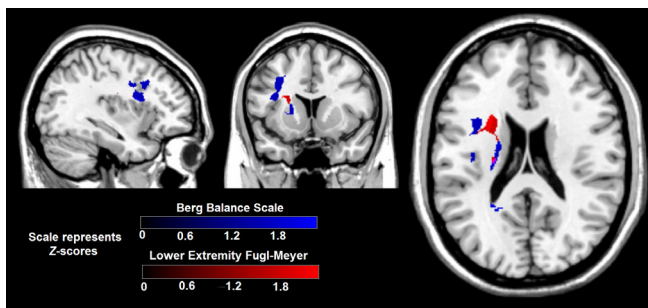 Berg Balance Scale
Scale represents
Z-scores
0 0.6 1.2 1.8
Lower Extremity Fugl-Meyer
0 0.6 1.2 1.8